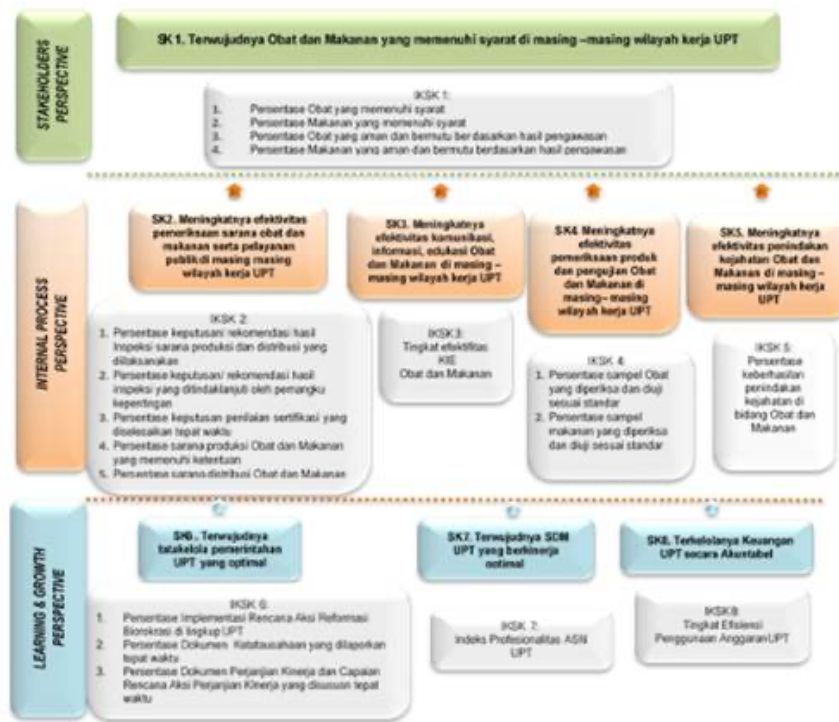 STAKEHOLDERS
PERSPECTIVE
SK 1. Terwujudnya Obat dan Makanan yang memenuhi syarat di masing –masing wilayah kerja UPT
IKSK 1:
1. Persentase Obat yang memenuhi syarat
2. Persentase Makanan yang memenuhi syarat
3. Persentase Obat yang aman dan bermutu berdasarkan hasil pengawasan
4. Persentase Makanan yang aman dan bermutu berdasarkan hasil pengawasan
INTERNAL PROCESS
PERSPECTIVE
SK2. Meningkatnya efektivitas
pemeriksaan sarana obat dan
makanan serta pelayanan
publik di masing masing
wilayah kerja UPT
IKSK 2:
1. Persentase keputusan/ rekomendasi hasil
Inspeksi sarana produksi dan distribusi yang
dilaksanakan
2. Persentase keputusan/ rekomendasi hasil
inspeksi yang ditindaklanjuti oleh pemangku
kepentingan
3. Persentase keputusan penilaian sertifikasi yang
diselesaikan tepat waktu
4. Persentase sarana produksi Obat dan Makanan
yang memenuhi ketentuan
5. Persentase sarana distribusi Obat dan Makanan
SK3. Meningkatnya
efektivitas komunikasi,
informasi, edukasi Obat
dan Makanan di masing –
masing wilayah kerja UPT
IKSK 3:
Tingkat efektifitas
KIE
Obat dan Makanan
SK4. Meningkatnya
efektivitas
pemeriksaan produk
dan pengujian Obat
dan Makanan di
masing– masing
wilayah kerja UPT
IKSK 4:
1. Persentase sampel Obat
yang diperiksa dan diuji
sesuai standar
2. Persentase sampel
makanan yang diperiksa
dan diuji sesuai standar
SK5. Meningkatnya
efektivitas penindakan
kejahatan Obat dan
Makanan di masing –
masing wilayah kerja
UPT
IKSK 5:
Persentase
keberhasilan
penindakan
kejahatan di
bidang Obat dan
Makanan
LEARNING & GROWTH
PERSPECTIVE
SK6 . Terwujudnya
tatakelola pemerintahan
UPT yang optimal
IKSK 6:
1. Persentase Implementasi Rencana Aksi Reformasi
Biorokrasi di lingkup UPT
2. Persentase Dokumen Ketatausahaan yang dilaporkan
tepat waktu
3. Persentase Dokumen Perjanjian Kinerja dan Capaian
Rencana Aksi Perjanjian Kinerja yang disusun tepat
waktu
SK7. Terwujudnya SDM
UPT yang berkinerja
optimal
IKSK 7:
Indeks Profesionalitas ASN
UPT
SK8. Terkelolanya Keuangan
UPT secara Akuntabel
IKSK 8:
Tingkat Efisiensi
Penggunaan Anggaran UPT